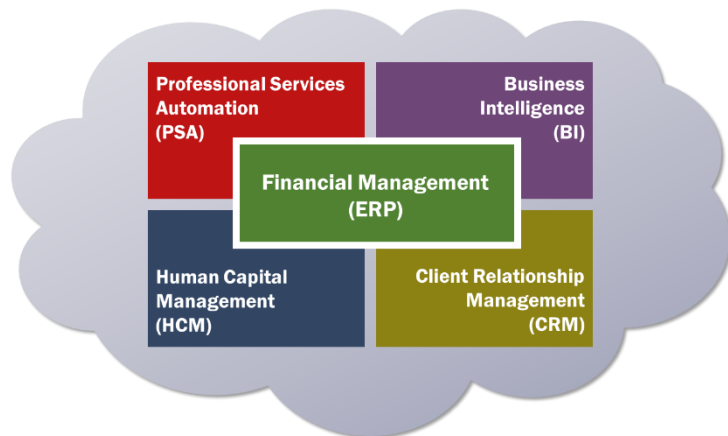 Professional Services
Automation
(PSA)
Business
Intelligence
(BI)
Financial Management
(ERP)
Human Capital
Management
(HCM)
Client Relationship
Management
(CRM)